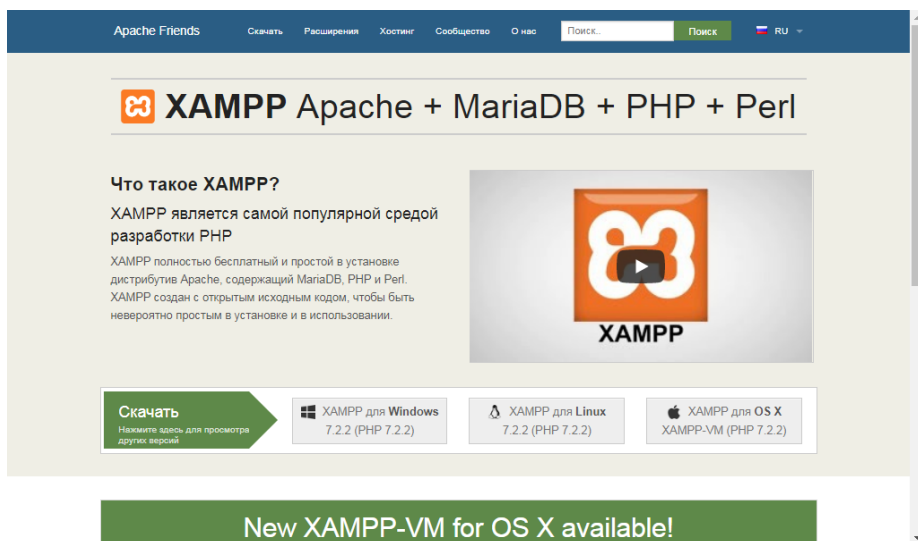 Apache Friends Скачать Расширения Хостинг Сообщество О нас Поиск... Поиск RU
XAMPP Apache + MariaDB + PHP + Perl
Что такое XAMPP?
XAMPP является самой популярной средой
разработки PHP
XAMPP полностью бесплатный и простой в установке
дистрибутив Apache, содержащий MariaDB, PHP и Perl.
XAMPP создан с открытым исходным кодом, чтобы быть
невероятно простым в установке и в использовании.
XAMPP
Скачать
Нажмите здесь для просмотра
других версий
XAMPP для Windows
7.2.2 (PHP 7.2.2)
XAMPP для Linux
7.2.2 (PHP 7.2.2)
XAMPP для OS X
XAMPP-VM (PHP 7.2.2)
New XAMPP-VM for OS X available!